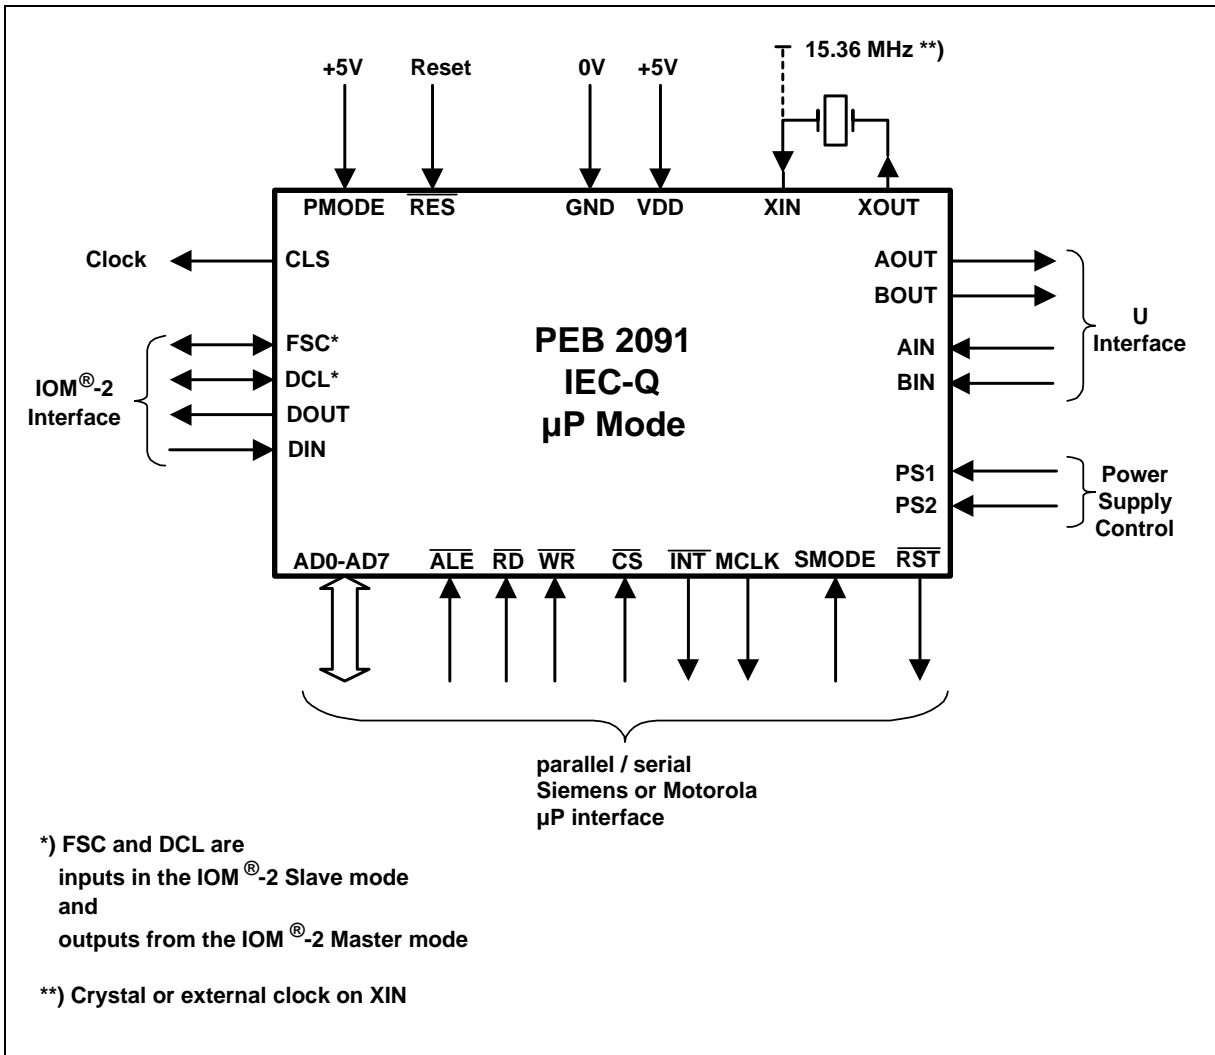 15.36 MHz **)
+5V Reset 0V +5V
PMODE RES GND VDD XIN XOUT
Clock CLS AOUT
BOUT
U
Interface
FSC*
DCL*
DOUT
DIN
IOM®-2
Interface
PEB 2091
IEC-Q
µP Mode
AIN
BIN
PS1
PS2
Power
Supply
Control
AD0-AD7 ALE RD WR CS INT MCLK SMODE RST
parallel / serial
Siemens or Motorola
µP interface
*) FSC and DCL are
inputs in the IOM ®-2 Slave mode
and
outputs from the IOM ®-2 Master mode
**) Crystal or external clock on XIN